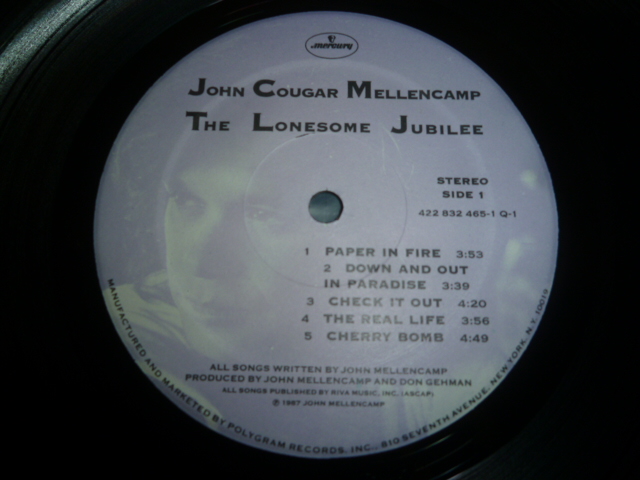 mercury
JOHN COUGAR MELLENCAMP
THE LONESOME JUBILEE
STEREO
SIDE 1
422 832 465-1 Q-1
1 PAPER IN FIRE 3:53
2 DOWN AND OUT
IN PARADISE 3:39
3 CHECK IT OUT 4:20
4 THE REAL LIFE 3:56
5 CHERRY BOMB 4:49
ALL SONGS WRITTEN BY JOHN MELLENCAMP
PRODUCED BY JOHN MELLENCAMP AND DON GEHMAN
ALL SONGS PUBLISHED BY RIVA MUSIC, INC. (ASCAP)
℗ 1987 JOHN MELLENCAMP
MANUFACTURED AND MARKETED BY POLYGRAM RECORDS, INC., 810 SEVENTH AVENUE, NEW YORK, N.Y. 10019